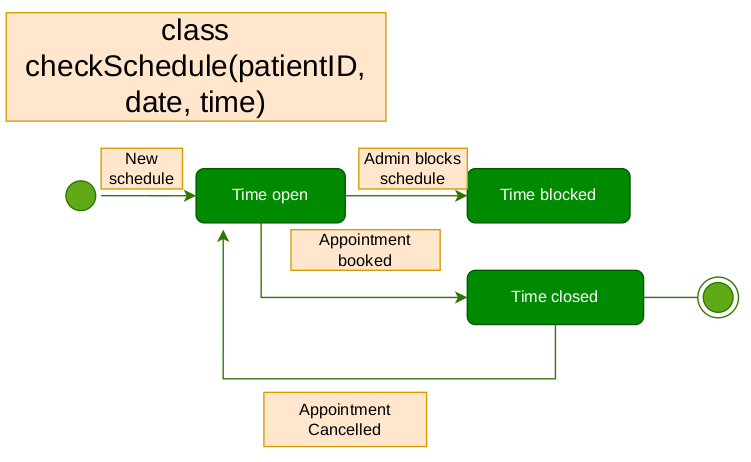 class
checkSchedule(patientID,
date, time)
New
schedule
Admin blocks
schedule
Time open
Time blocked
Appointment
booked
Time closed
Appointment
Cancelled